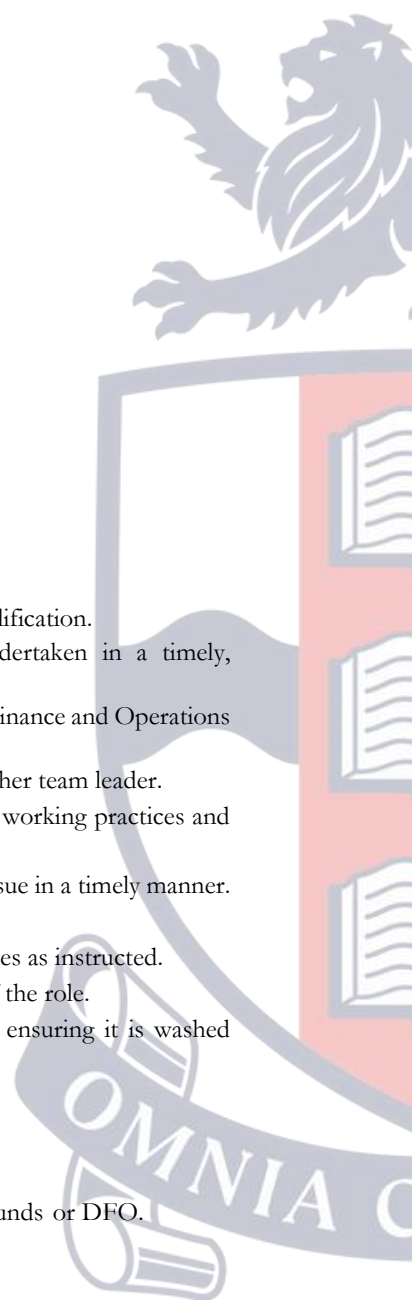 lification.
dertaken in a timely,
inance and Operations
her team leader.
working practices and
sue in a timely manner.
es as instructed.
the role.
ensuring it is washed
OMNIA C
unds or DFO.